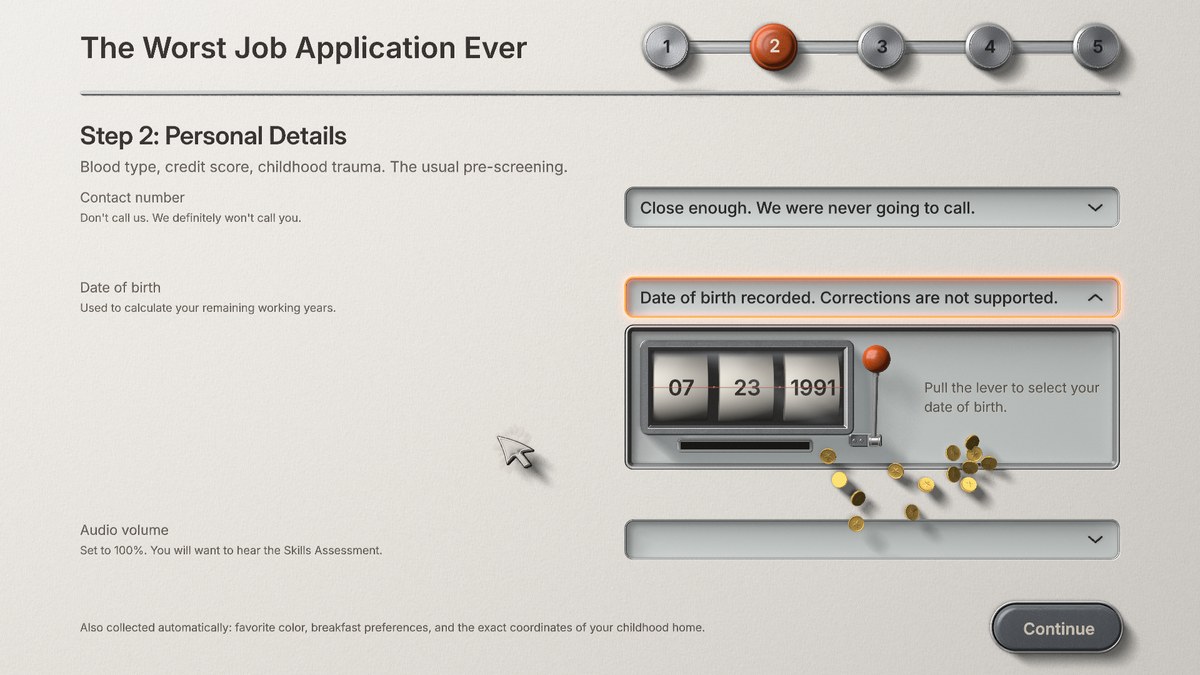 The Worst Job Application Ever
1
2
3
4
5
Step 2: Personal Details
Blood type, credit score, childhood trauma. The usual pre-screening.
Contact number
Don't call us. We definitely won't call you.
Close enough. We were never going to call.
Date of birth
Used to calculate your remaining working years.
Date of birth recorded. Corrections are not supported.
07 23 1991
Pull the lever to select your
date of birth.
Audio volume
Set to 100%. You will want to hear the Skills Assessment.
Also collected automatically: favorite color, breakfast preferences, and the exact coordinates of your childhood home.
Continue